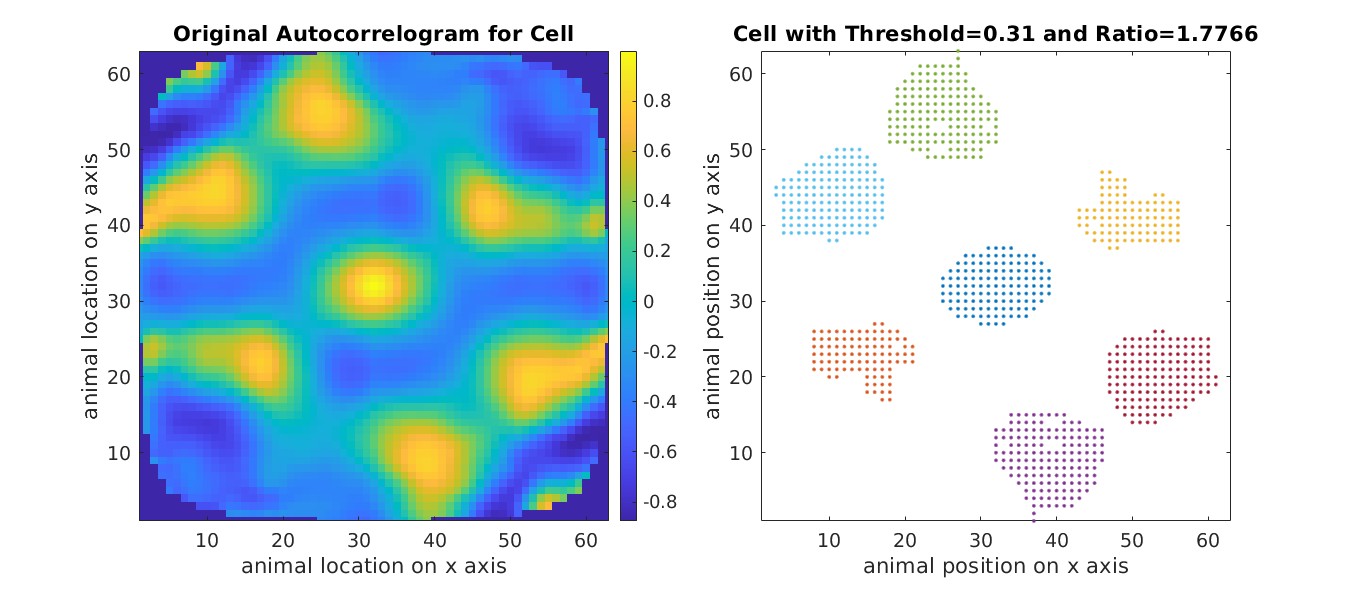 Original Autocorrelogram for Cell
60
50
40
30
20
10
10 20 30 40 50 60
animal location on y axis
animal location on x axis
0.8
0.6
0.4
0.2
0
-0.2
-0.4
-0.6
-0.8
Cell with Threshold=0.31 and Ratio=1.7766
60
50
40
30
20
10
10 20 30 40 50 60
animal position on y axis
animal position on x axis